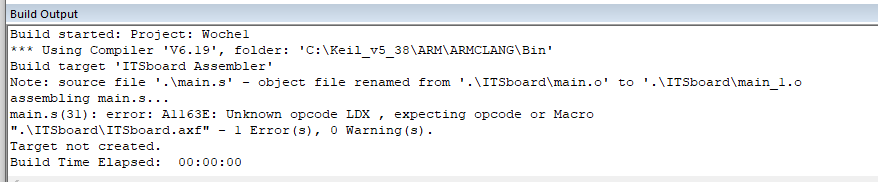 Build Output
Build started: Project: Woche1
*** Using Compiler 'V6.19', folder: 'C:\Keil_v5_38\ARM\ARMCLANG\Bin'
Build target 'ITSboard Assembler'
Note: source file '.\main.s' - object file renamed from '.\ITSboard\main.o' to '.\ITSboard\main_1.o
assembling main.s...
main.s(31): error: A1163E: Unknown opcode LDX , expecting opcode or Macro
".\ITSboard\ITSboard.axf" - 1 Error(s), 0 Warning(s).
Target not created.
Build Time Elapsed:  00:00:00